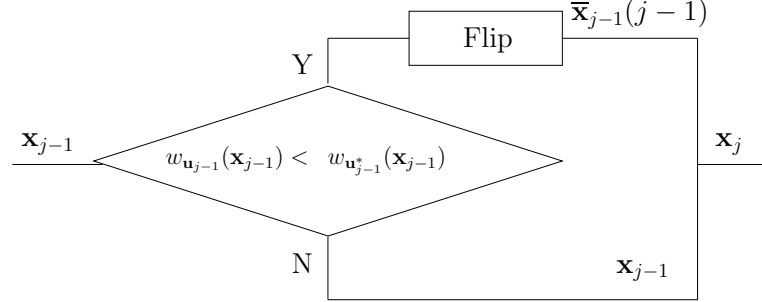 x̄_{j−1}(j − 1)
Flip
Y
x_{j−1}
w_{u_{j−1}}(x_{j−1}) < w_{u*_{j−1}}(x_{j−1})
x_j
N
x_{j−1}